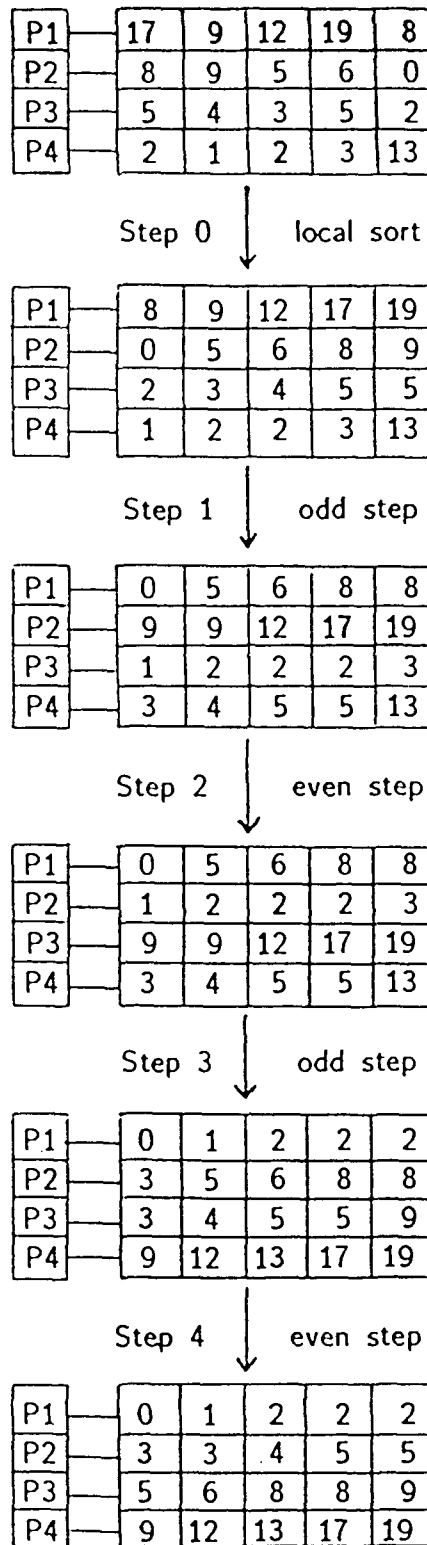 P1 17 9 12 19 8
P2 8 9 5 6 0
P3 5 4 3 5 2
P4 2 1 2 3 13
Step 0 local sort
P1 8 9 12 17 19
P2 0 5 6 8 9
P3 2 3 4 5 5
P4 1 2 2 3 13
Step 1 odd step
P1 0 5 6 8 8
P2 9 9 12 17 19
P3 1 2 2 2 3
P4 3 4 5 5 13
Step 2 even step
P1 0 5 6 8 8
P2 1 2 2 2 3
P3 9 9 12 17 19
P4 3 4 5 5 13
Step 3 odd step
P1 0 1 2 2 2
P2 3 5 6 8 8
P3 3 4 5 5 9
P4 9 12 13 17 19
Step 4 even step
P1 0 1 2 2 2
P2 3 3 4 5 5
P3 5 6 8 8 9
P4 9 12 13 17 19